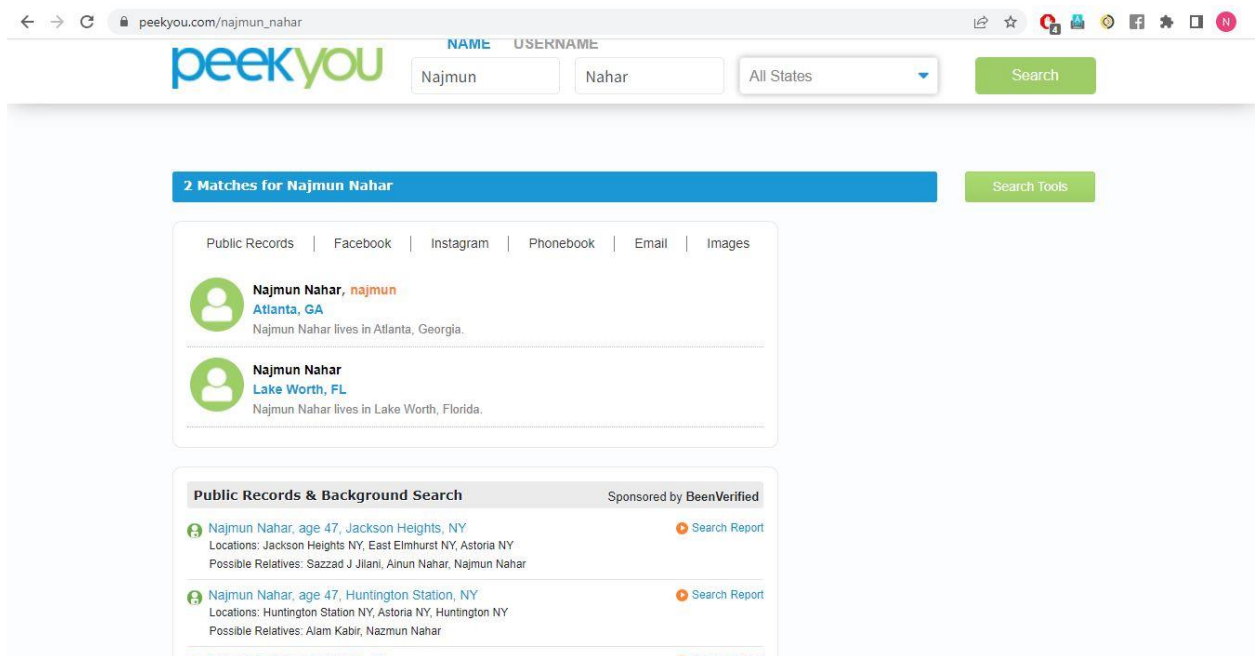 peekyou.com/najmun_nahar
4
N
peekyou
NAME USERNAME
Najmun Nahar All States Search
2 Matches for Najmun Nahar
Search Tools
Public Records | Facebook | Instagram | Phonebook | Email | Images
Najmun Nahar, najmun
Atlanta, GA
Najmun Nahar lives in Atlanta, Georgia.
Najmun Nahar
Lake Worth, FL
Najmun Nahar lives in Lake Worth, Florida.
Public Records & Background Search Sponsored by BeenVerified
Najmun Nahar, age 47, Jackson Heights, NY Search Report
Locations: Jackson Heights NY, East Elmhurst NY, Astoria NY
Possible Relatives: Sazzad J Jilani, Ainun Nahar, Najmun Nahar
Najmun Nahar, age 47, Huntington Station, NY Search Report
Locations: Huntington Station NY, Astoria NY, Huntington NY
Possible Relatives: Alam Kabir, Nazmun Nahar